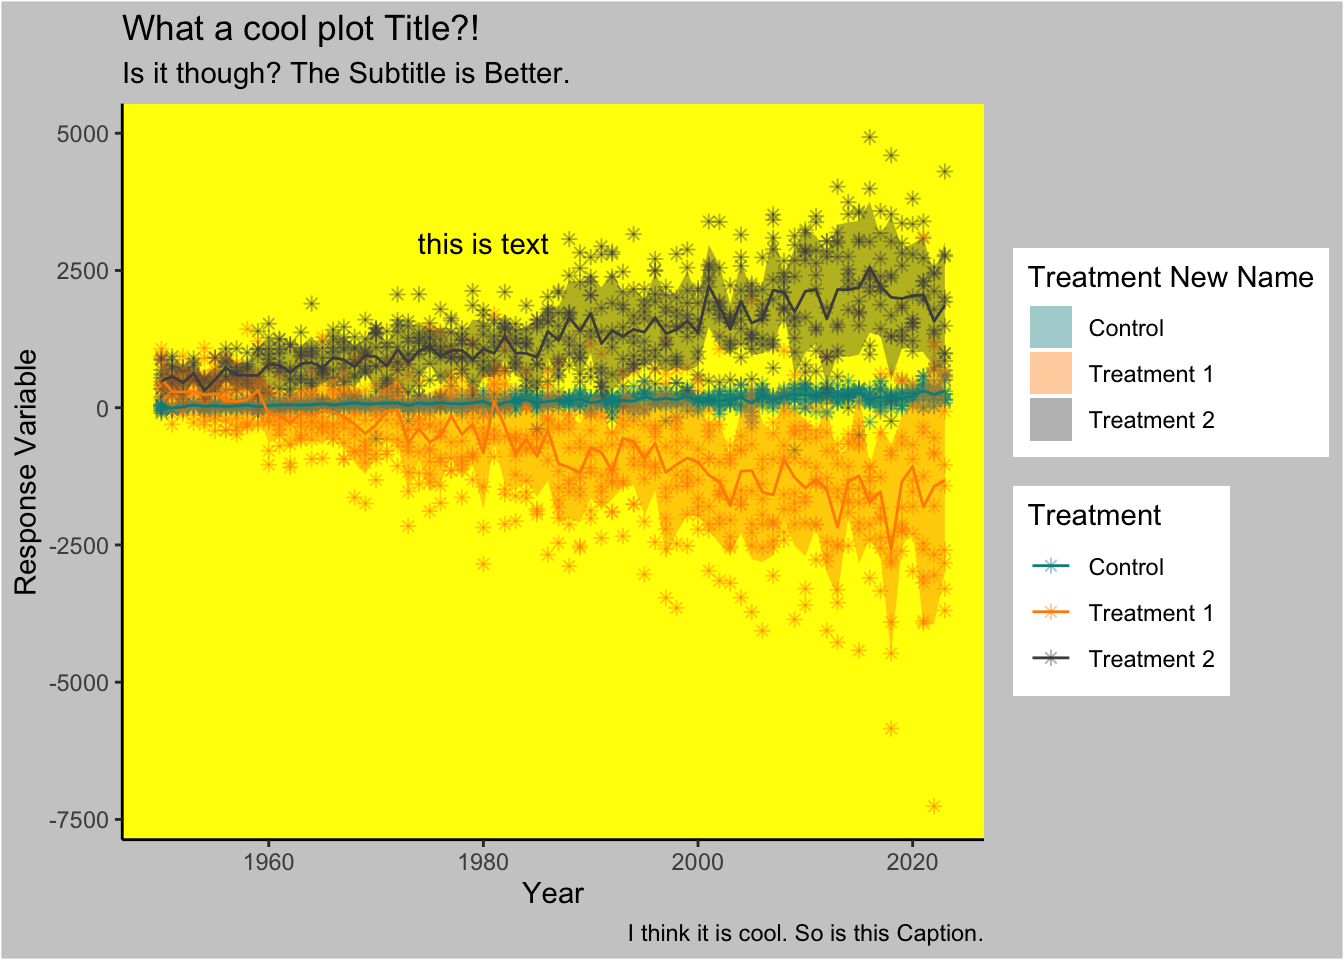 What a cool plot Title?!
Is it though? The Subtitle is Better.
5000
2500
0
-2500
-5000
-7500
Response Variable
this is text
1960
1980
2000
2020
Year
I think it is cool. So is this Caption.
Treatment New Name
Control
Treatment 1
Treatment 2
Treatment
Control
Treatment 1
Treatment 2